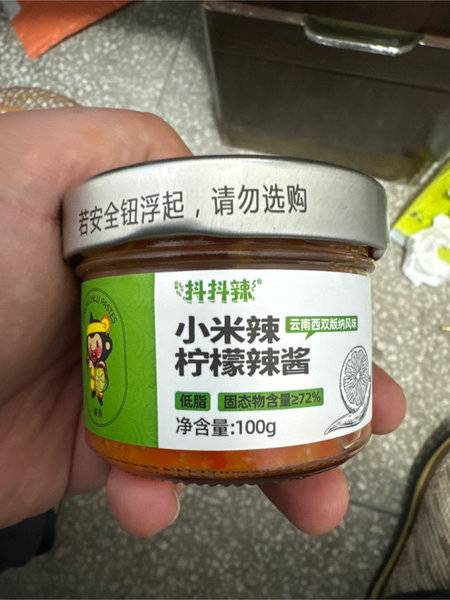 若安全钮浮起，请勿选购
抖抖辣
小米辣
云南西双版纳风味
柠檬辣酱
低脂
固态物含量≥72%
净含量:100g